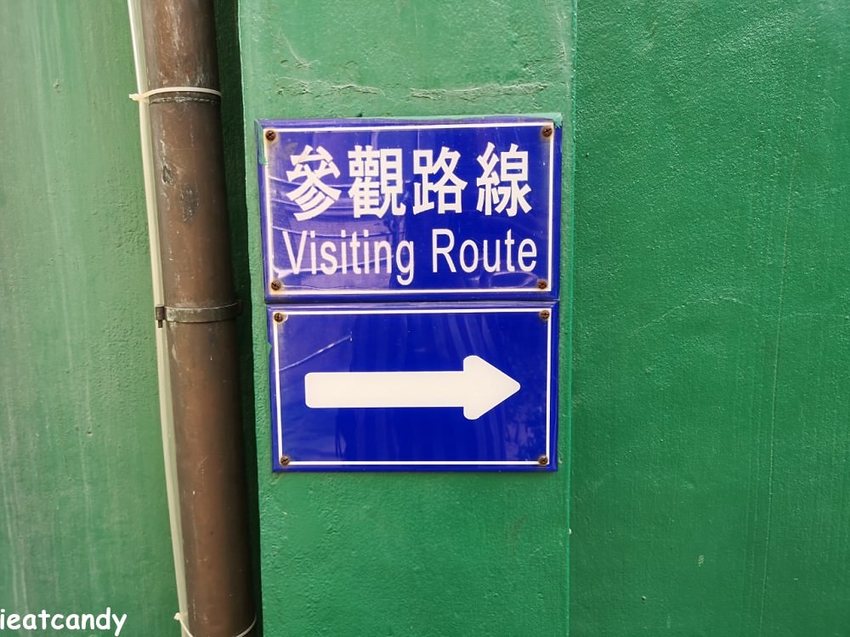 參觀路線
Visiting Route
ieatcandy